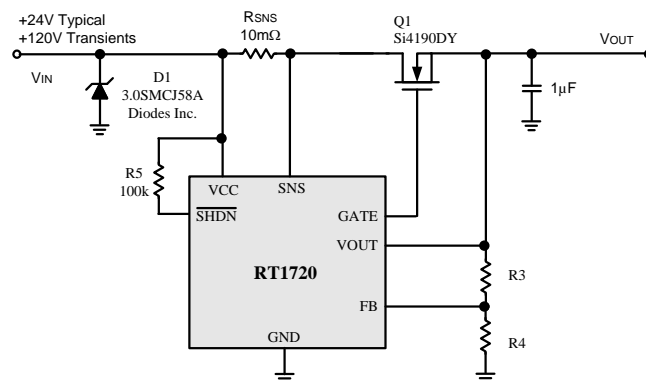 +24V Typical
+120V Transients
VIN
D1
3.0SMCJ58A
Diodes Inc.
RSNS
10mΩ
Q1
Si4190DY
VOUT
1µF
R5
100k
VCC
SNS
SHDN
GATE
VOUT
RT1720
FB
GND
R3
R4